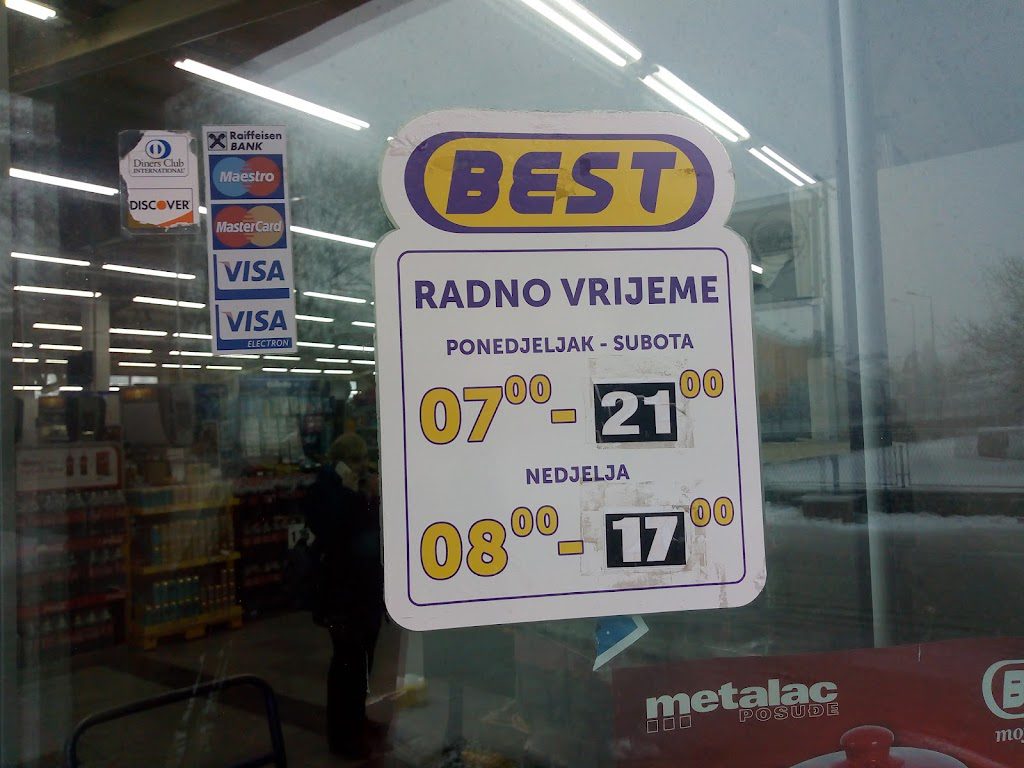 Diners Club
INTERNATIONAL
DISCOVER
Raiffeisen
BANK
Maestro
MasterCard
VISA
VISA
ELECTRON
BEST
RADNO VRIJEME
PONEDJELJAK - SUBOTA
07⁰⁰ - 21⁰⁰
NEDJELJA
08⁰⁰ - 17⁰⁰
metalac
POSUĐE